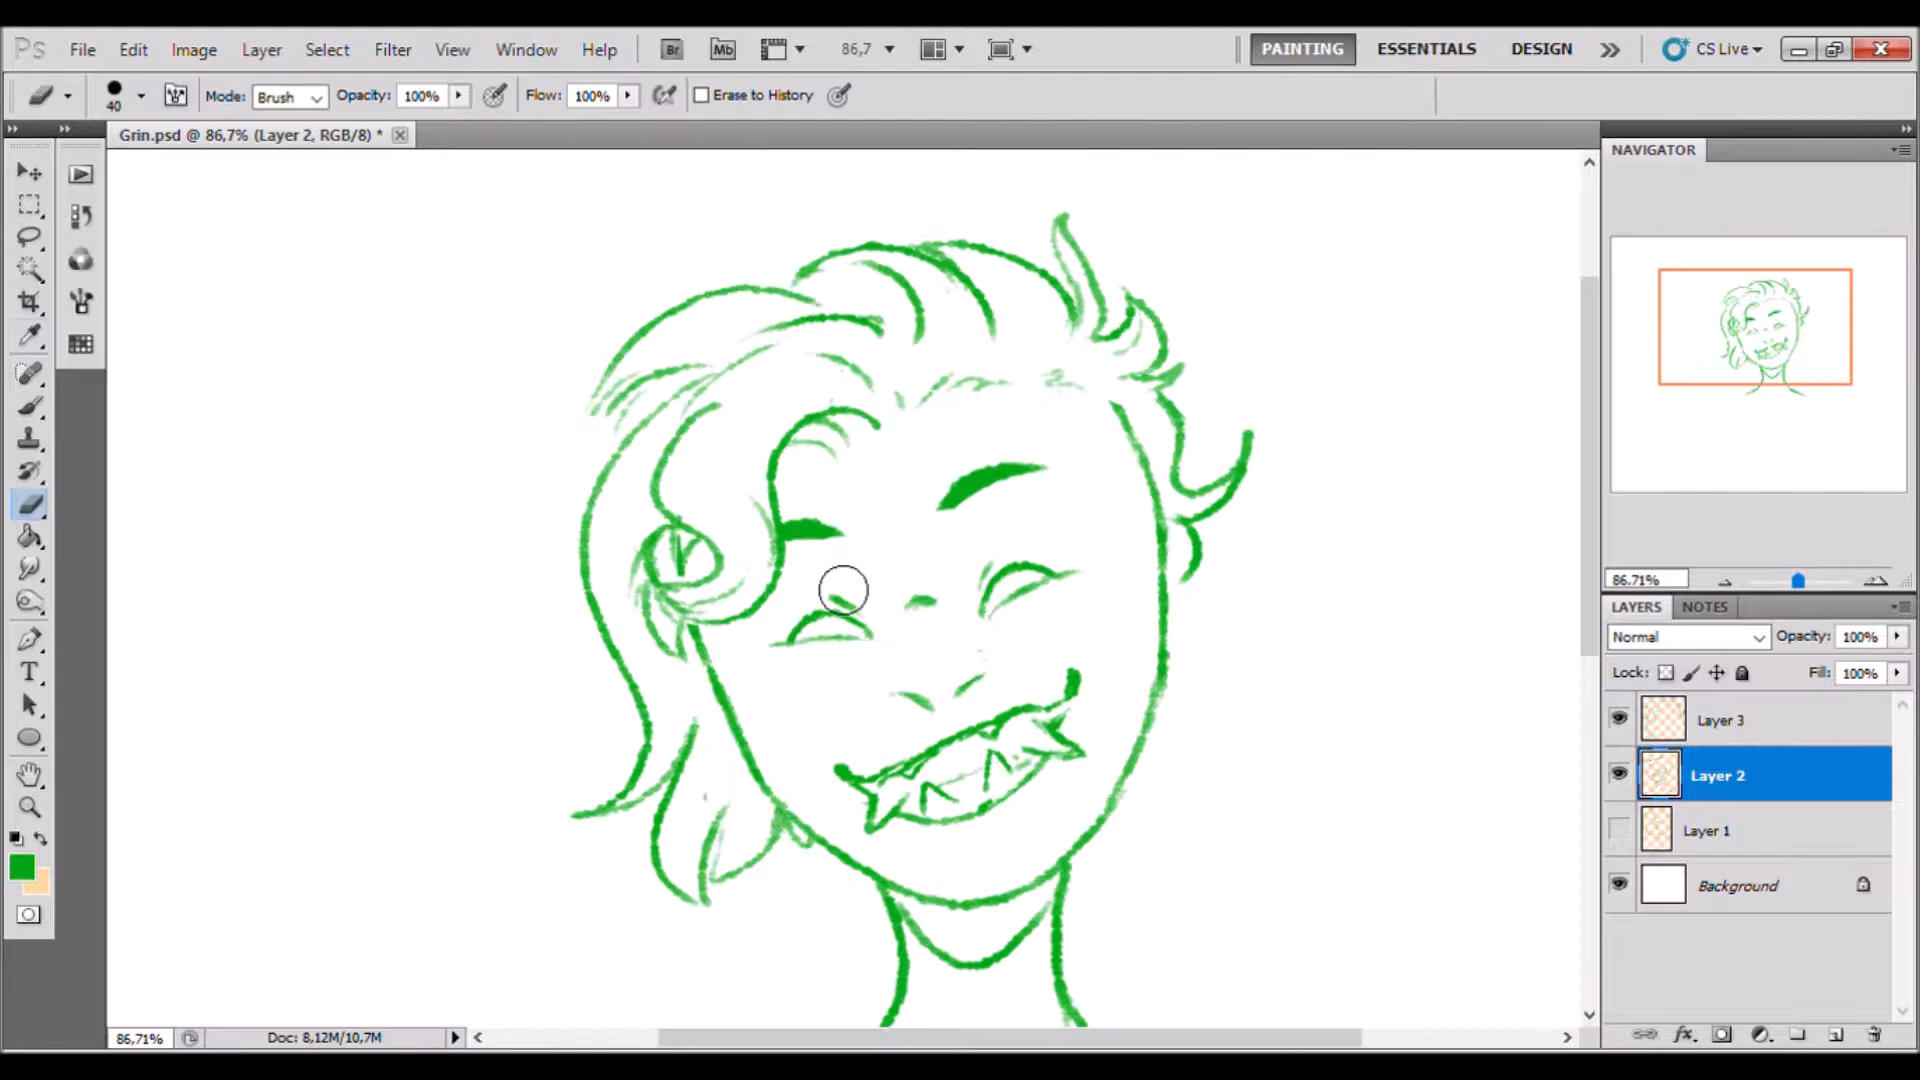 Ps File Edit Image Layer Select Filter View Window Help Br Mb 86,7 PAINTING ESSENTIALS DESIGN CS Live
40 Mode: Brush Opacity: 100% Flow: 100% Erase to History
Grin.psd @ 86,7% (Layer 2, RGB/8) *
NAVIGATOR
86.71%
LAYERS NOTES
Normal Opacity: 100%
Lock: Fill: 100%
Layer 3
Layer 2
Layer 1
Background
T
fx
86,71% Doc: 8,12M/10,7M